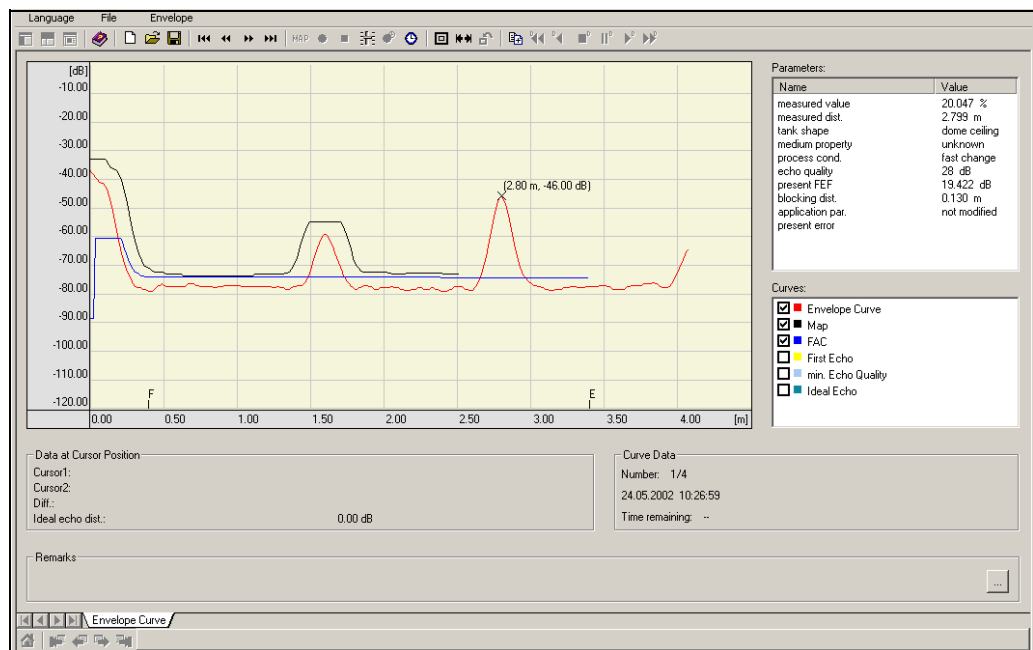 Language File Envelope
MAP
[dB]
-10.00
-20.00
-30.00
-40.00
-50.00
-60.00
-70.00
-80.00
-90.00
-100.00
-110.00
-120.00
(2.80 m, -46.00 dB)
F
E
0.00 0.50 1.00 1.50 2.00 2.50 3.00 3.50 4.00 [m]
Parameters:
Name Value
measured value 20.047 %
measured dist. 2.799 m
tank shape dome ceiling
medium property unknown
process cond. fast change
echo quality 28 dB
present FEF 19.422 dB
blocking dist. 0.130 m
application par. not modified
present error
Curves:
Envelope Curve
Map
FAC
First Echo
min. Echo Quality
Ideal Echo
Data at Cursor Position
Cursor1:
Cursor2:
Diff.:
Ideal echo dist.: 0.00 dB
Curve Data
Number: 1/4
24.05.2002 10:26:59
Time remaining: --
Remarks
...
Envelope Curve